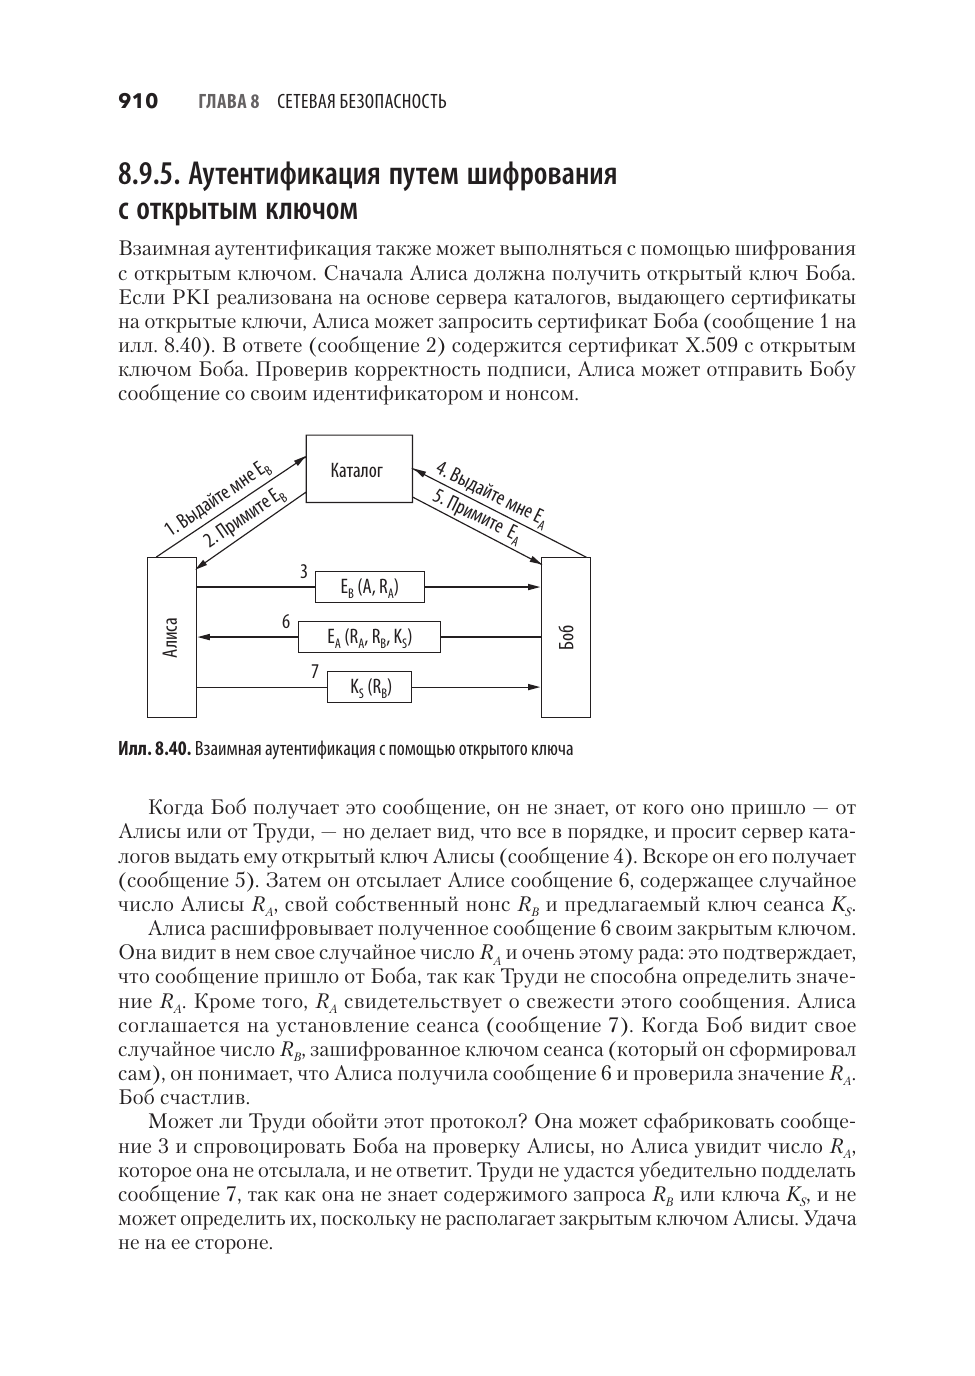 910 ГЛАВА 8 СЕТЕВАЯ БЕЗОПАСНОСТЬ
8.9.5. Аутентификация путем шифрования
с открытым ключом
Взаимная аутентификация также может выполняться с помощью шифрования
с открытым ключом. Сначала Алиса должна получить открытый ключ Боба.
Если PKI реализована на основе сервера каталогов, выдающего сертификаты
на открытые ключи, Алиса может запросить сертификат Боба (сообщение 1 на
илл. 8.40). В ответе (сообщение 2) содержится сертификат X.509 с открытым
ключом Боба. Проверив корректность подписи, Алиса может отправить Бобу
сообщение со своим идентификатором и нонсом.
Каталог
1. Выдайте мне E_B
2. Примите E_B
4. Выдайте мне E_A
5. Примите E_A
Алиса
Боб
3
E_B (A, R_A)
6
E_A (R_A, R_B, K_S)
7
K_S (R_B)
Илл. 8.40. Взаимная аутентификация с помощью открытого ключа
Когда Боб получает это сообщение, он не знает, от кого оно пришло — от
Алисы или от Труди, — но делает вид, что все в порядке, и просит сервер ката-
логов выдать ему открытый ключ Алисы (сообщение 4). Вскоре он его получает
(сообщение 5). Затем он отсылает Алисе сообщение 6, содержащее случайное
число Алисы R_A, свой собственный нонс R_B и предлагаемый ключ сеанса K_S.
Алиса расшифровывает полученное сообщение 6 своим закрытым ключом.
Она видит в нем свое случайное число R_A и очень этому рада: это подтверждает,
что сообщение пришло от Боба, так как Труди не способна определить значе-
ние R_A. Кроме того, R_A свидетельствует о свежести этого сообщения. Алиса
соглашается на установление сеанса (сообщение 7). Когда Боб видит свое
случайное число R_B, зашифрованное ключом сеанса (который он сформировал
сам), он понимает, что Алиса получила сообщение 6 и проверила значение R_A.
Боб счастлив.
Может ли Труди обойти этот протокол? Она может сфабриковать сообще-
ние 3 и спровоцировать Боба на проверку Алисы, но Алиса увидит число R_A,
которое она не отсылала, и не ответит. Труди не удастся убедительно подделать
сообщение 7, так как она не знает содержимого запроса R_B или ключа K_S, и не
может определить их, поскольку не располагает закрытым ключом Алисы. Удача
не на ее стороне.